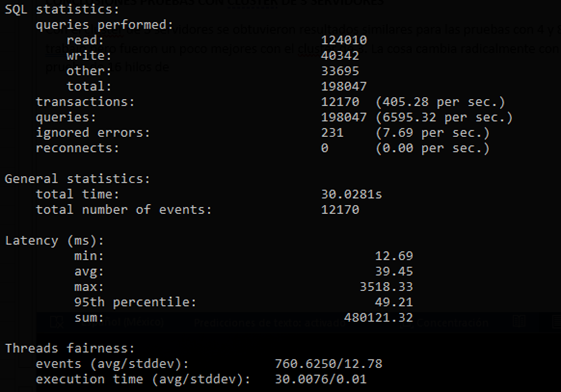 SQL statistics:
queries performed:
read: 124010
write: 40342
other: 33695
total: 198047
transactions: 12170 (405.28 per sec.)
queries: 198047 (6595.32 per sec.)
ignored errors: 231 (7.69 per sec.)
reconnects: 0 (0.00 per sec.)
General statistics:
total time: 30.0281s
total number of events: 12170
Latency (ms):
min: 12.69
avg: 39.45
max: 3518.33
95th percentile: 49.21
sum: 480121.32
Threads fairness:
events (avg/stddev): 760.6250/12.78
execution time (avg/stddev): 30.0076/0.01